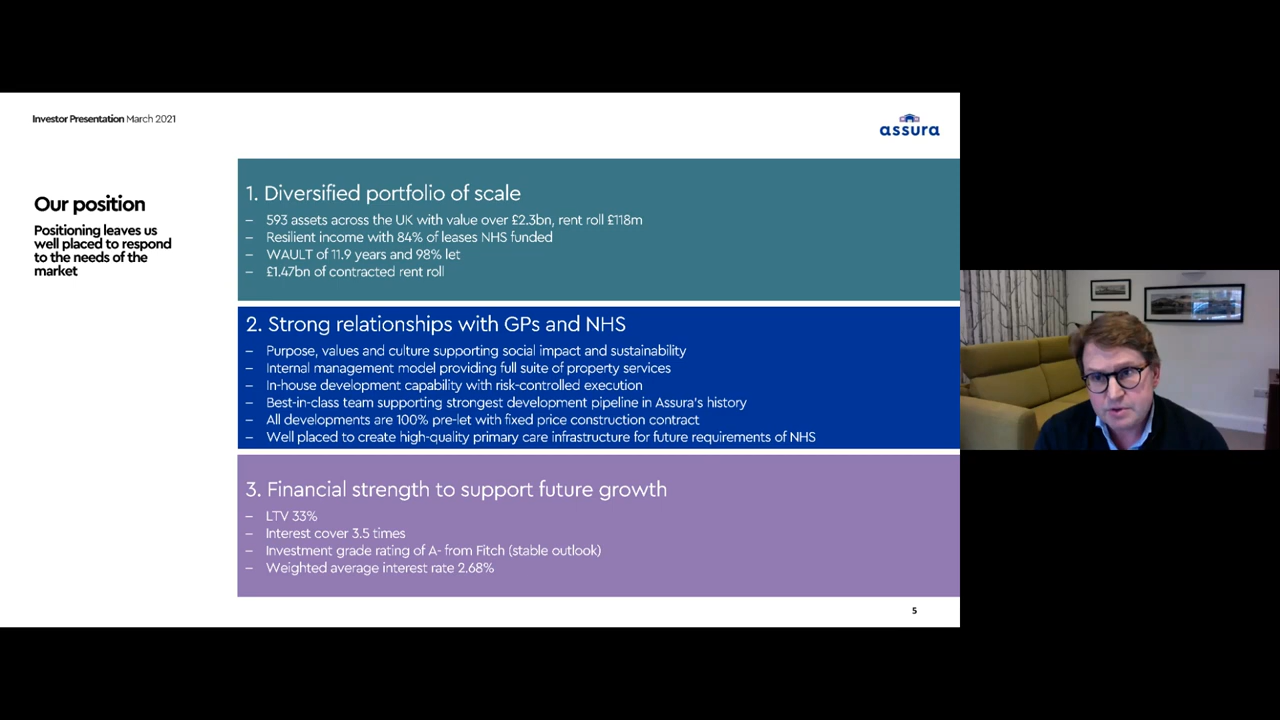 Investor Presentation March 2021
assura
Our position
Positioning leaves us
well placed to respond
to the needs of the
market
1. Diversified portfolio of scale
– 593 assets across the UK with value over £2.3bn, rent roll £118m
– Resilient income with 84% of leases NHS funded
– WAULT of 11.9 years and 98% let
– £1.47bn of contracted rent roll
2. Strong relationships with GPs and NHS
– Purpose, values and culture supporting social impact and sustainability
– Internal management model providing full suite of property services
– In-house development capability with risk-controlled execution
– Best-in-class team supporting strongest development pipeline in Assura's history
– All developments are 100% pre-let with fixed price construction contract
– Well placed to create high-quality primary care infrastructure for future requirements of NHS
3. Financial strength to support future growth
– LTV 33%
– Interest cover 3.5 times
– Investment grade rating of A- from Fitch (stable outlook)
– Weighted average interest rate 2.68%
5